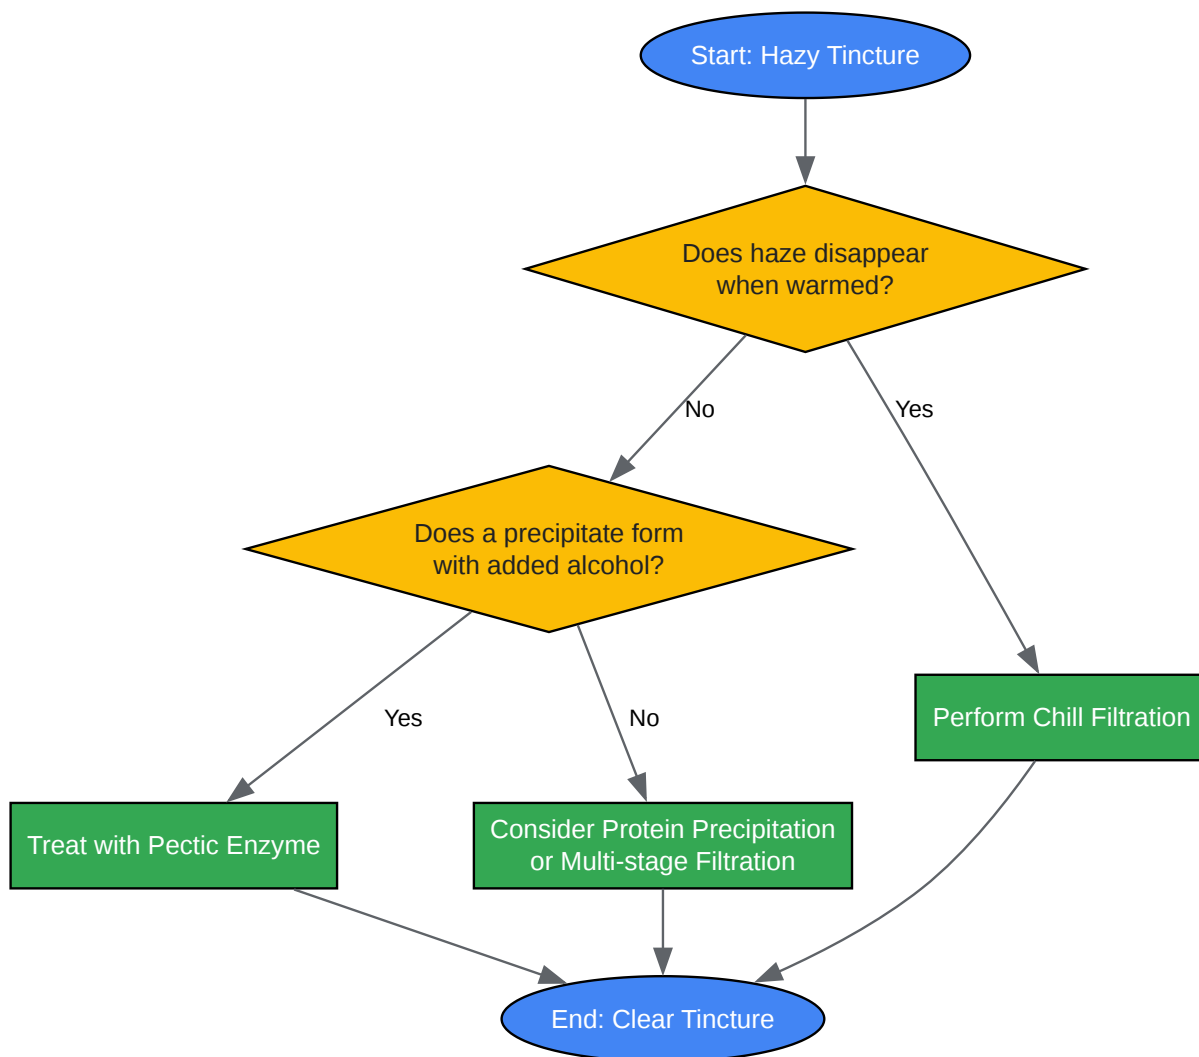 Start: Hazy Tincture
Does haze disappear
when warmed?
No
Yes
Does a precipitate form
with added alcohol?
Yes
No
Perform Chill Filtration
Treat with Pectic Enzyme
Consider Protein Precipitation
or Multi-stage Filtration
End: Clear Tincture